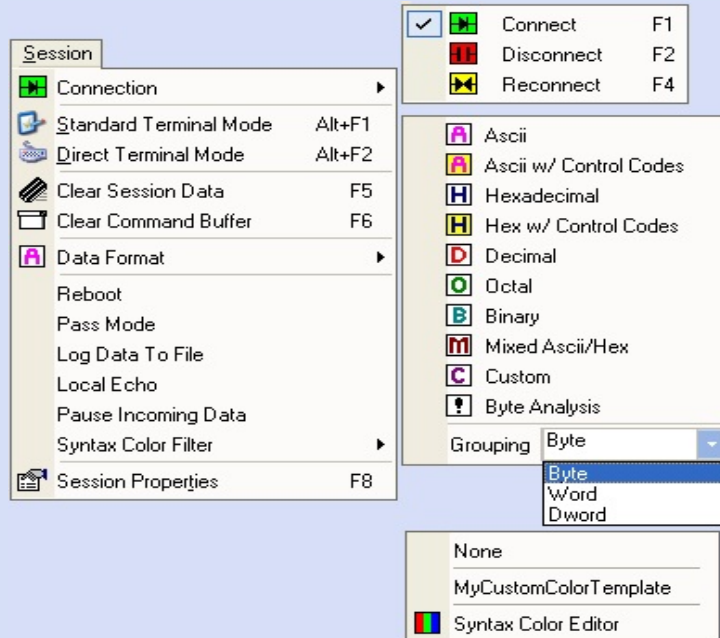 Session
Connection
Standard Terminal Mode Alt+F1
Direct Terminal Mode Alt+F2
Clear Session Data F5
Clear Command Buffer F6
A Data Format
Reboot
Pass Mode
Log Data To File
Local Echo
Pause Incoming Data
Syntax Color Filter
Session Properties F8
Connect F1
Disconnect F2
Reconnect F4
A Ascii
A Ascii w/ Control Codes
H Hexadecimal
H Hex w/ Control Codes
D Decimal
O Octal
B Binary
m Mixed Ascii/Hex
C Custom
! Byte Analysis
Grouping Byte
Byte
Word
Dword
None
MyCustomColorTemplate
Syntax Color Editor